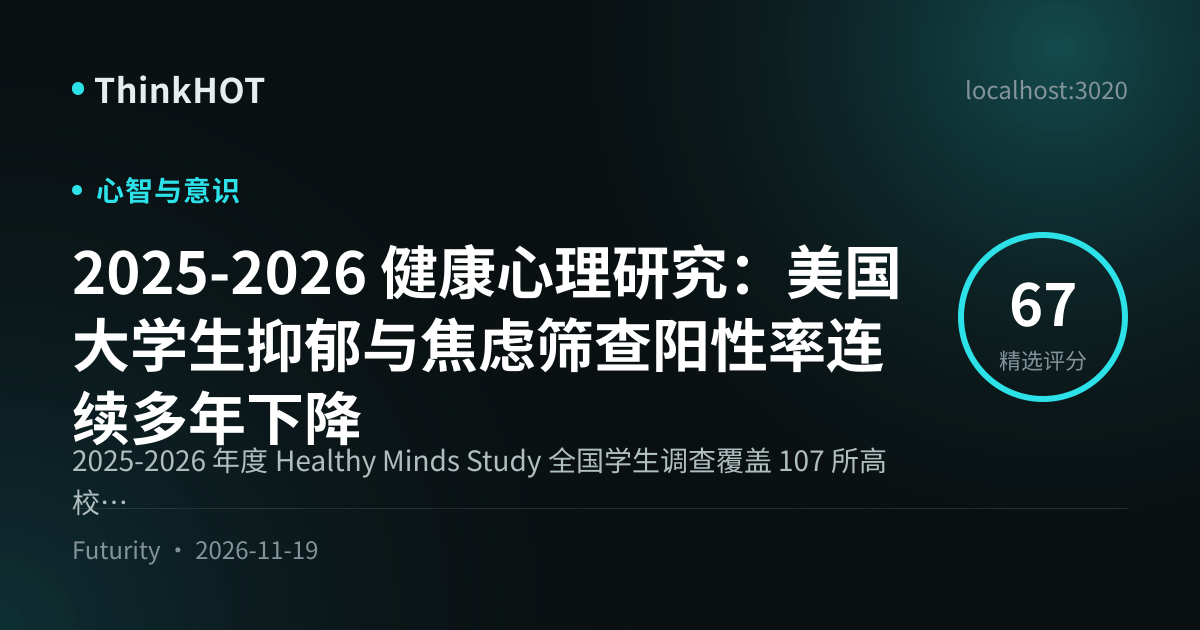 ThinkHOT
localhost:3020
心智与意识
2025-2026 健康心理研究：美国
大学生抑郁与焦虑筛查阳性率连
续多年下降
67
精选评分
2025-2026 年度 Healthy Minds Study 全国学生调查覆盖 107 所高
校…
Futurity · 2026-11-19